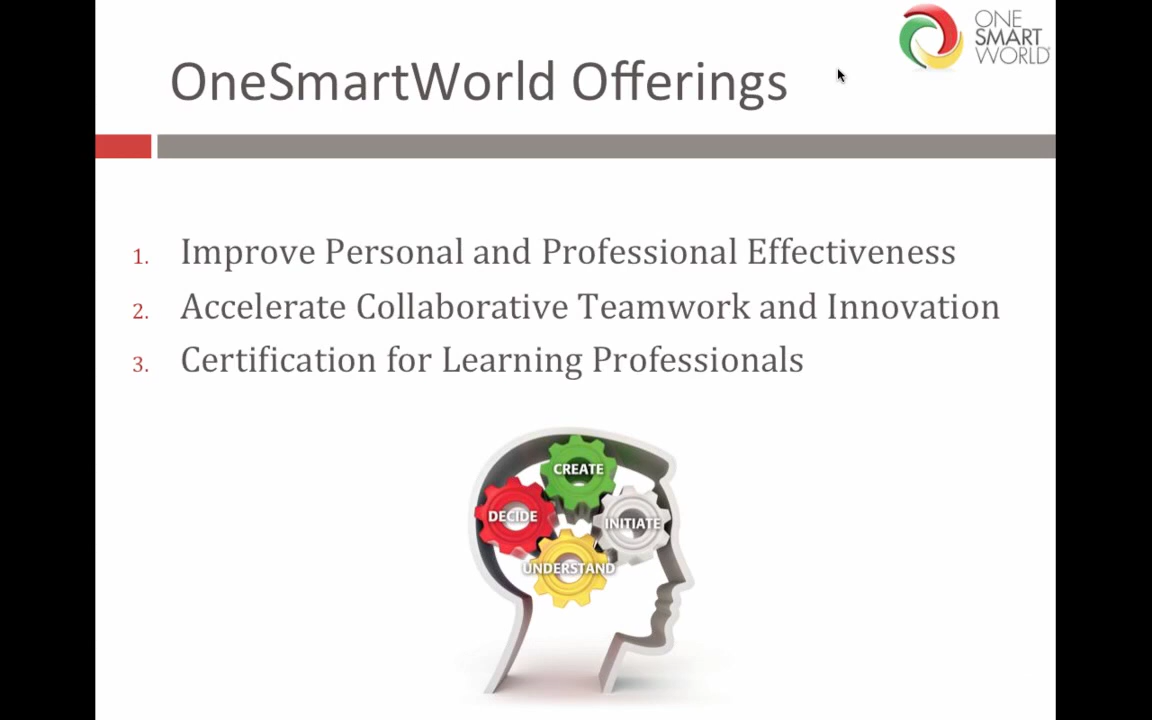 ONE
SMART
WORLD
OneSmartWorld Offerings
1. Improve Personal and Professional Effectiveness
2. Accelerate Collaborative Teamwork and Innovation
3. Certification for Learning Professionals
CREATE
DECIDE
INITIATE
UNDERSTAND